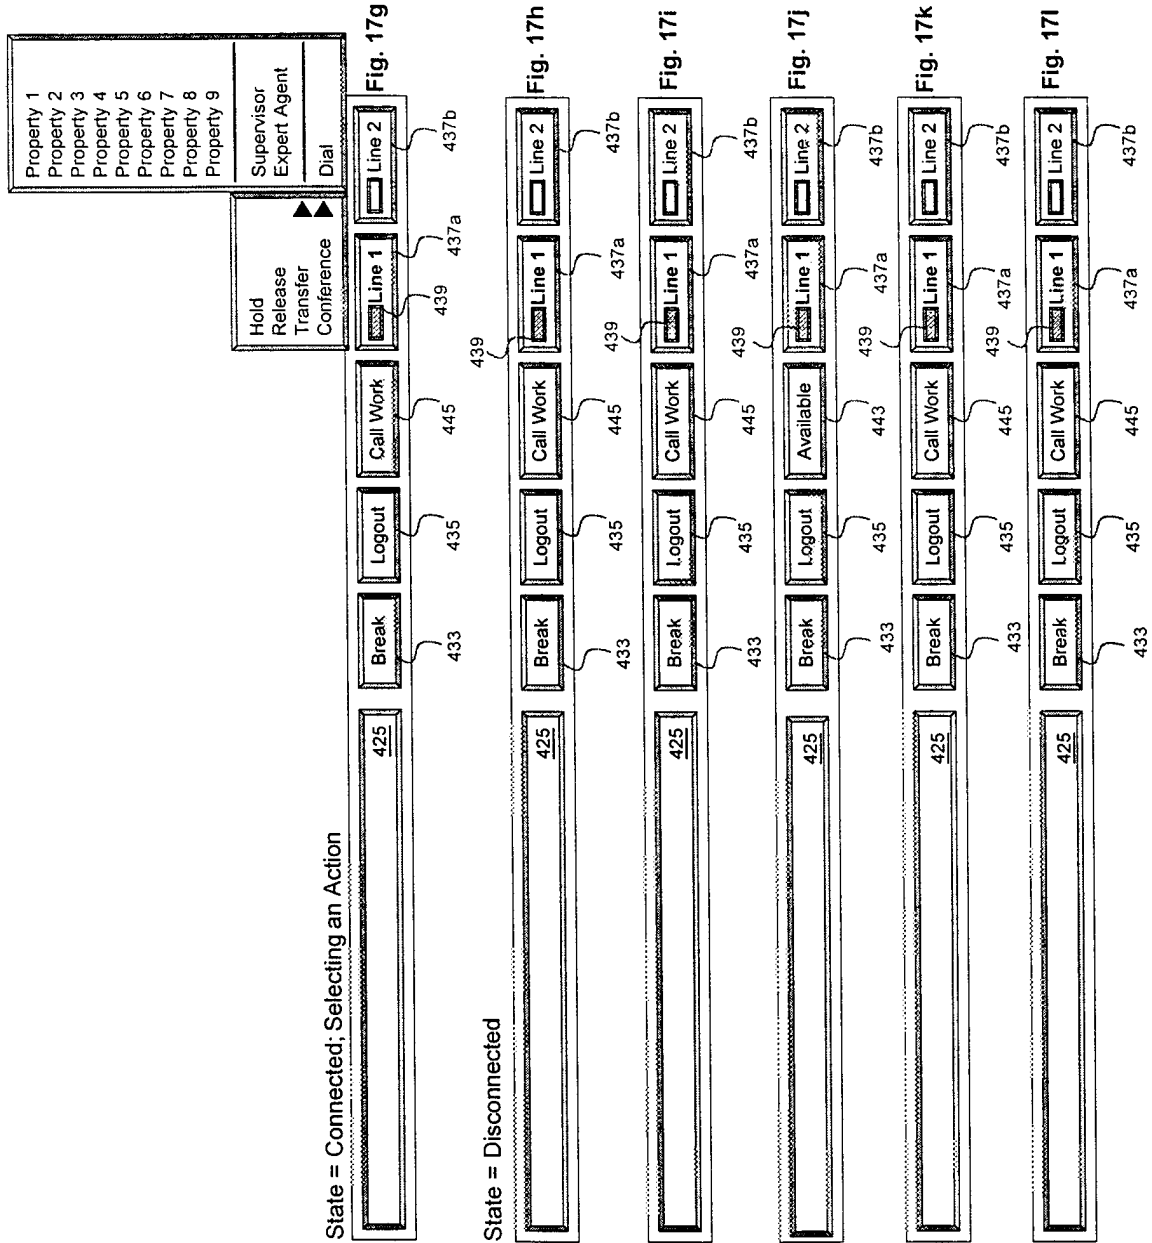 Property 1
Property 2
Property 3
Property 4
Property 5
Property 6
Property 7
Property 8
Property 9
Supervisor
Expert Agent
Dial
Hold
Release
Transfer
Conference
State = Connected; Selecting an Action
425 Break Logout Call Work Line 1 Line 2 Fig. 17g
433 435 445 439 437a 437b
State = Disconnected
425 Break Logout Call Work Line 1 Line 2 Fig. 17h
433 435 445 439 437a 437b
425 Break Logout Call Work Line 1 Line 2 Fig. 17i
433 435 445 439 437a 437b
425 Break Logout Available Line 1 Line 2 Fig. 17j
433 435 443 439 437a 437b
425 Break Logout Call Work Line 1 Line 2 Fig. 17k
433 435 445 439 437a 437b
425 Break Logout Call Work Line 1 Line 2 Fig. 17l
433 435 445 439 437a 437b